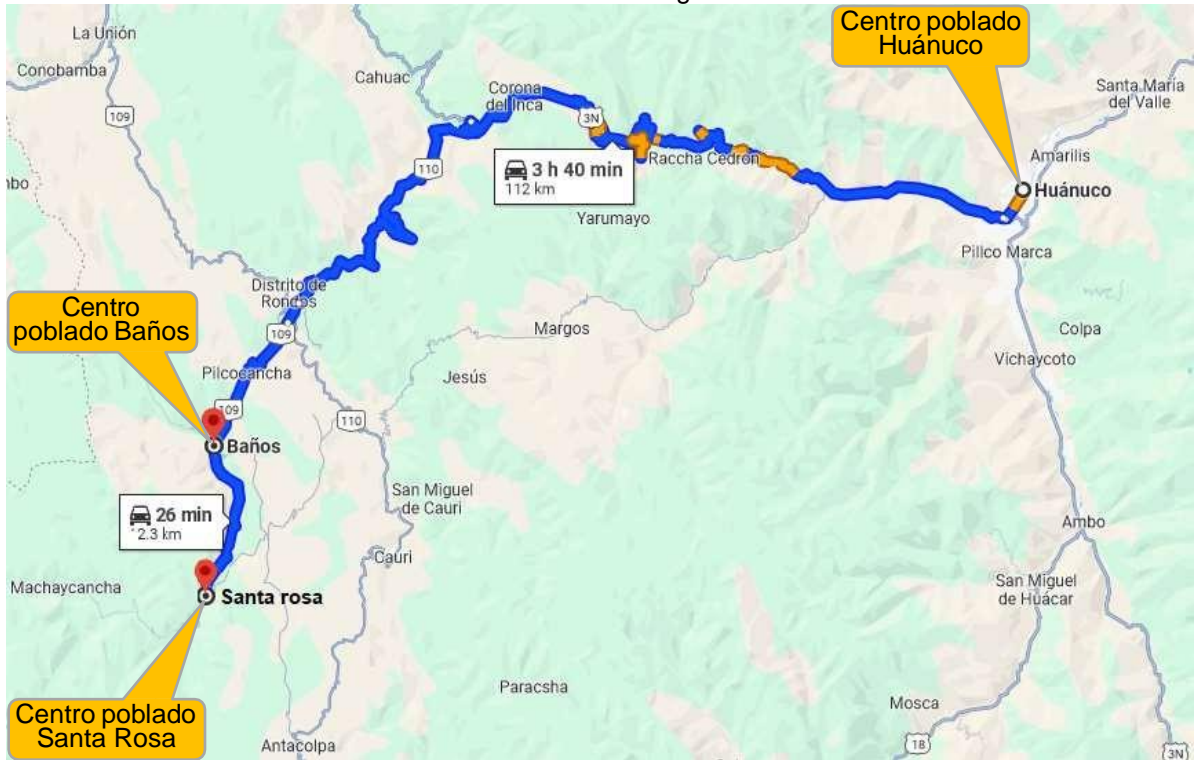 Centro poblado
Huánuco
La Unión
Conobamba
Cahuac
Corona
del Inca
Santa María
del Valle
109
3N
Amarilis
110
3 h 40 min
112 km
Raccha Cedrón
Huánuco
Yarumayo
Pillco Marca
Distrito de
Rondos
Centro
poblado Baños
109
Margos
Colpa
Vichaycoto
Pilcocancha
Jesús
109
110
Baños
San Miguel
de Cauri
26 min
2.3 km
Ambo
Cauri
Machaycancha
Santa rosa
San Miguel
de Huácar
Paracsha
Mosca
Centro poblado
Santa Rosa
Antacolpa
18
3N